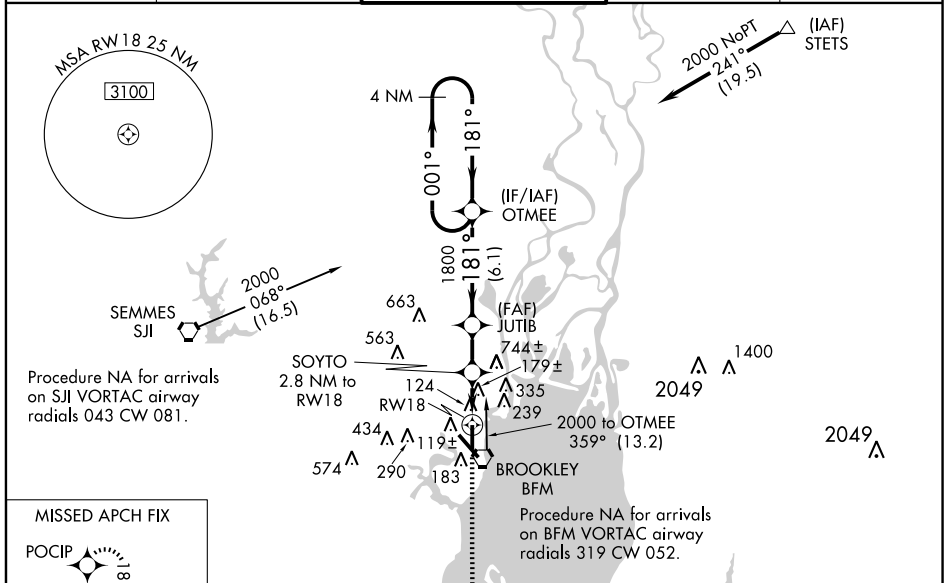 MSA RW18 25 NM
3100
4 NM
001°
181°
2000 NoPT
241°
(19.5)
(IAF)
STETS
(IF/IAF)
OTMEE
1800
181°
(6.1)
2000
068°
(16.5)
SEMMES
SJI
663
563
(FAF)
JUTIB
744±
179±
SOYTO
2.8 NM to
RW18
124
335
239
RW18
434
119±
290
574
183
2000 to OTMEE
359° (13.2)
1400
2049
2049
BROOKLEY
BFM
Procedure NA for arrivals
on SJI VORTAC airway
radials 043 CW 081.
Procedure NA for arrivals
on BFM VORTAC airway
radials 319 CW 052.
MISSED APCH FIX
POCIP